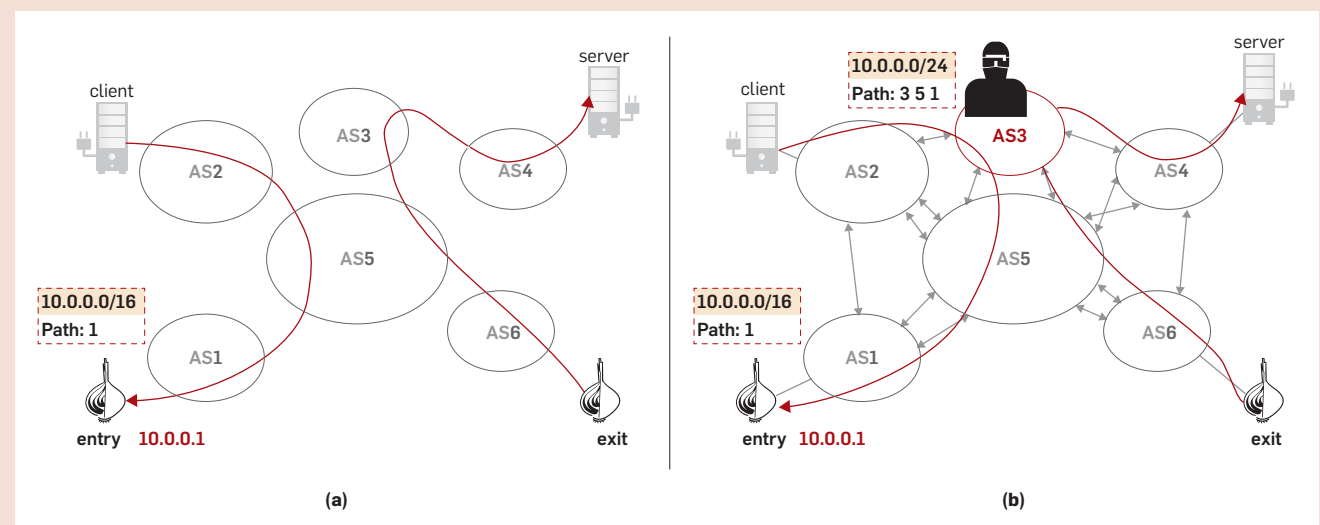 server
client
AS3
AS2
AS4
AS5
10.0.0.0/16
Path: 1
AS1
AS6
entry 10.0.0.1
exit
(a)
server
10.0.0.0/24
Path: 3 5 1
client
AS3
AS2
AS4
AS5
10.0.0.0/16
Path: 1
AS1
AS6
entry 10.0.0.1
exit
(b)